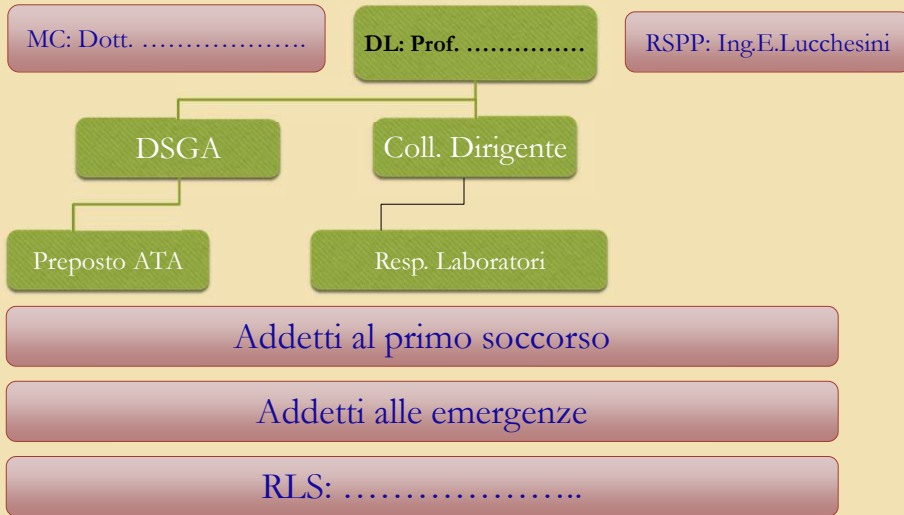 MC: Dott. ……………….
DL: Prof. ……………
RSPP: Ing.E.Lucchesini
DSGA
Coll. Dirigente
Preposto ATA
Resp. Laboratori
Addetti al primo soccorso
Addetti alle emergenze
RLS: ………………..